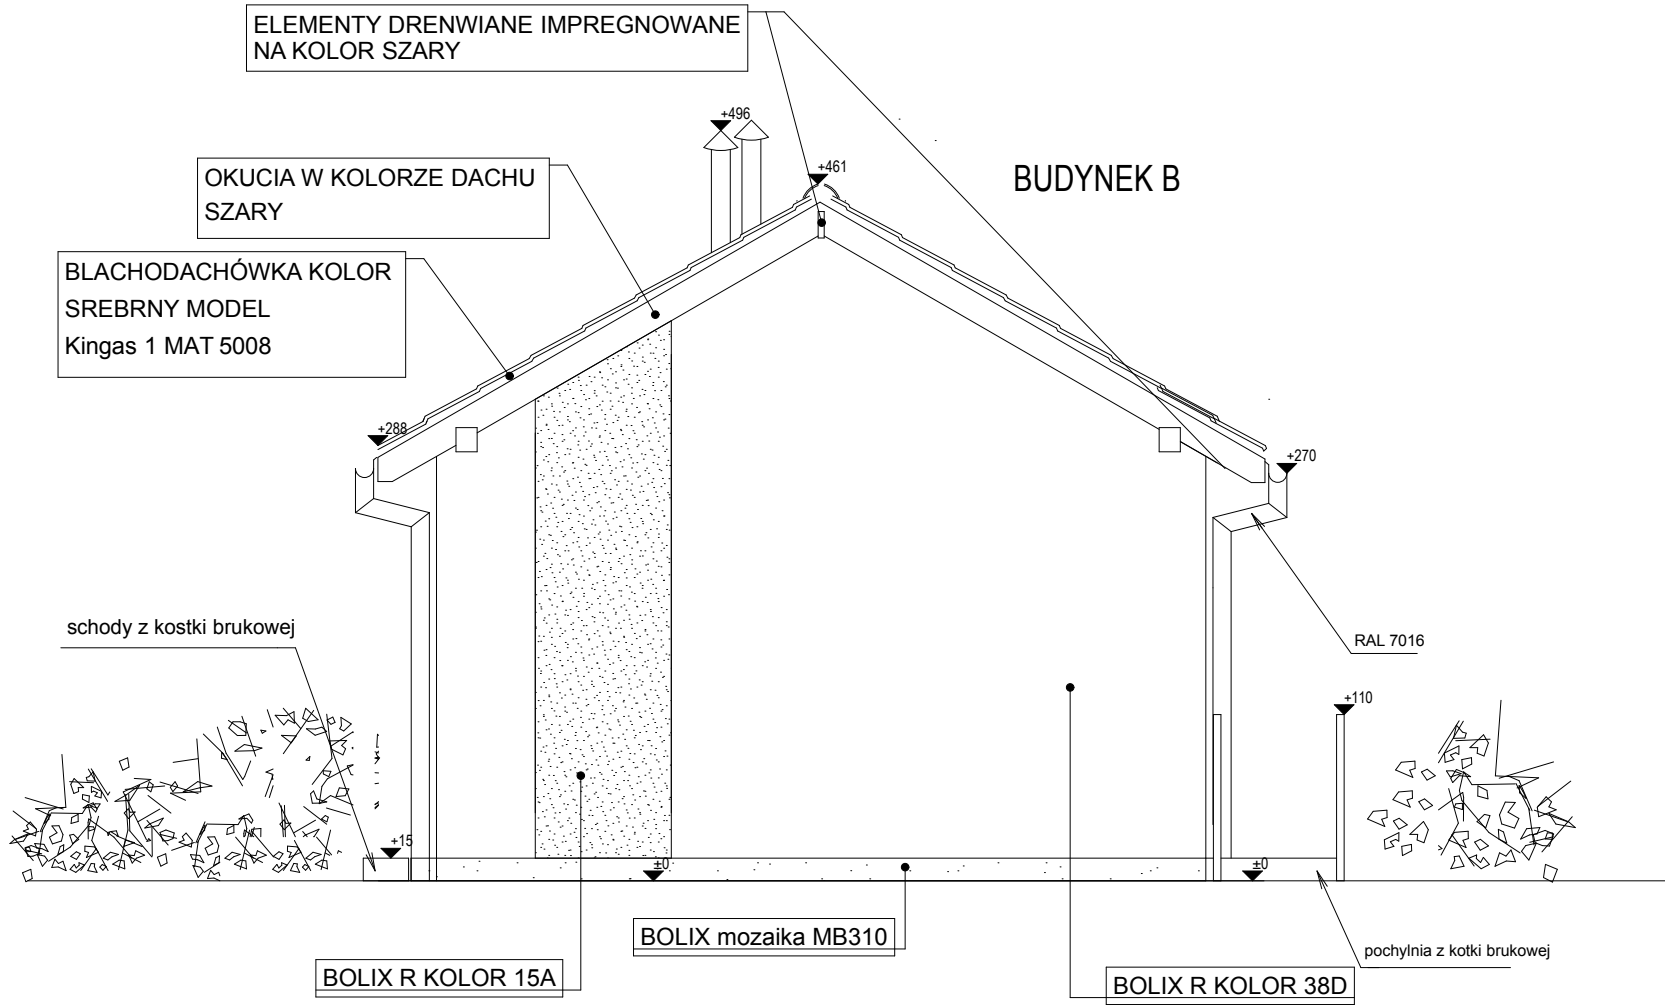 ELEMENTY DRENWIANE IMPREGNOWANE
NA KOLOR SZARY
+496
+461
BUDYNEK B
OKUCIA W KOLORZE DACHU
SZARY
BLACHODACHÓWKA KOLOR
SREBRNY MODEL
Kingas 1 MAT 5008
+288
+270
schody z kostki brukowej
RAL 7016
+110
+15
±0
±0
BOLIX mozaika MB310
pochylnia z kotki brukowej
BOLIX R KOLOR 15A
BOLIX R KOLOR 38D